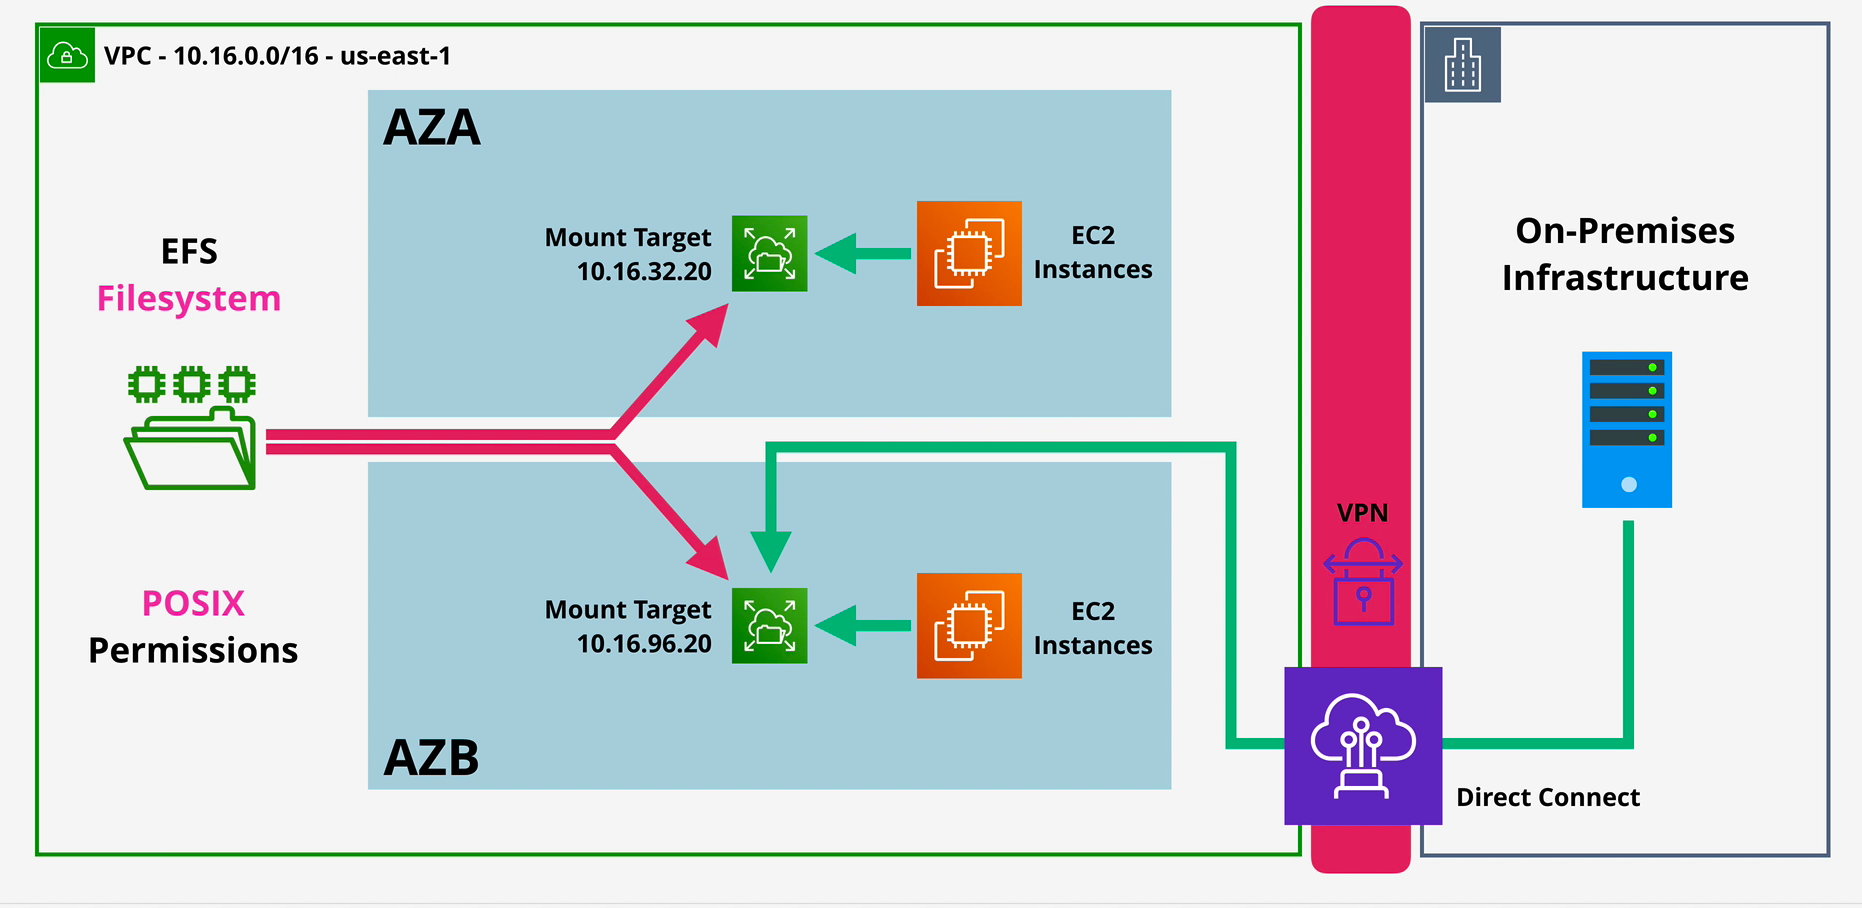 VPC - 10.16.0.0/16 - us-east-1
AZA
Mount Target
10.16.32.20
EC2
Instances
EFS
Filesystem
POSIX
Permissions
Mount Target
10.16.96.20
EC2
Instances
AZB
VPN
Direct Connect
On-Premises
Infrastructure